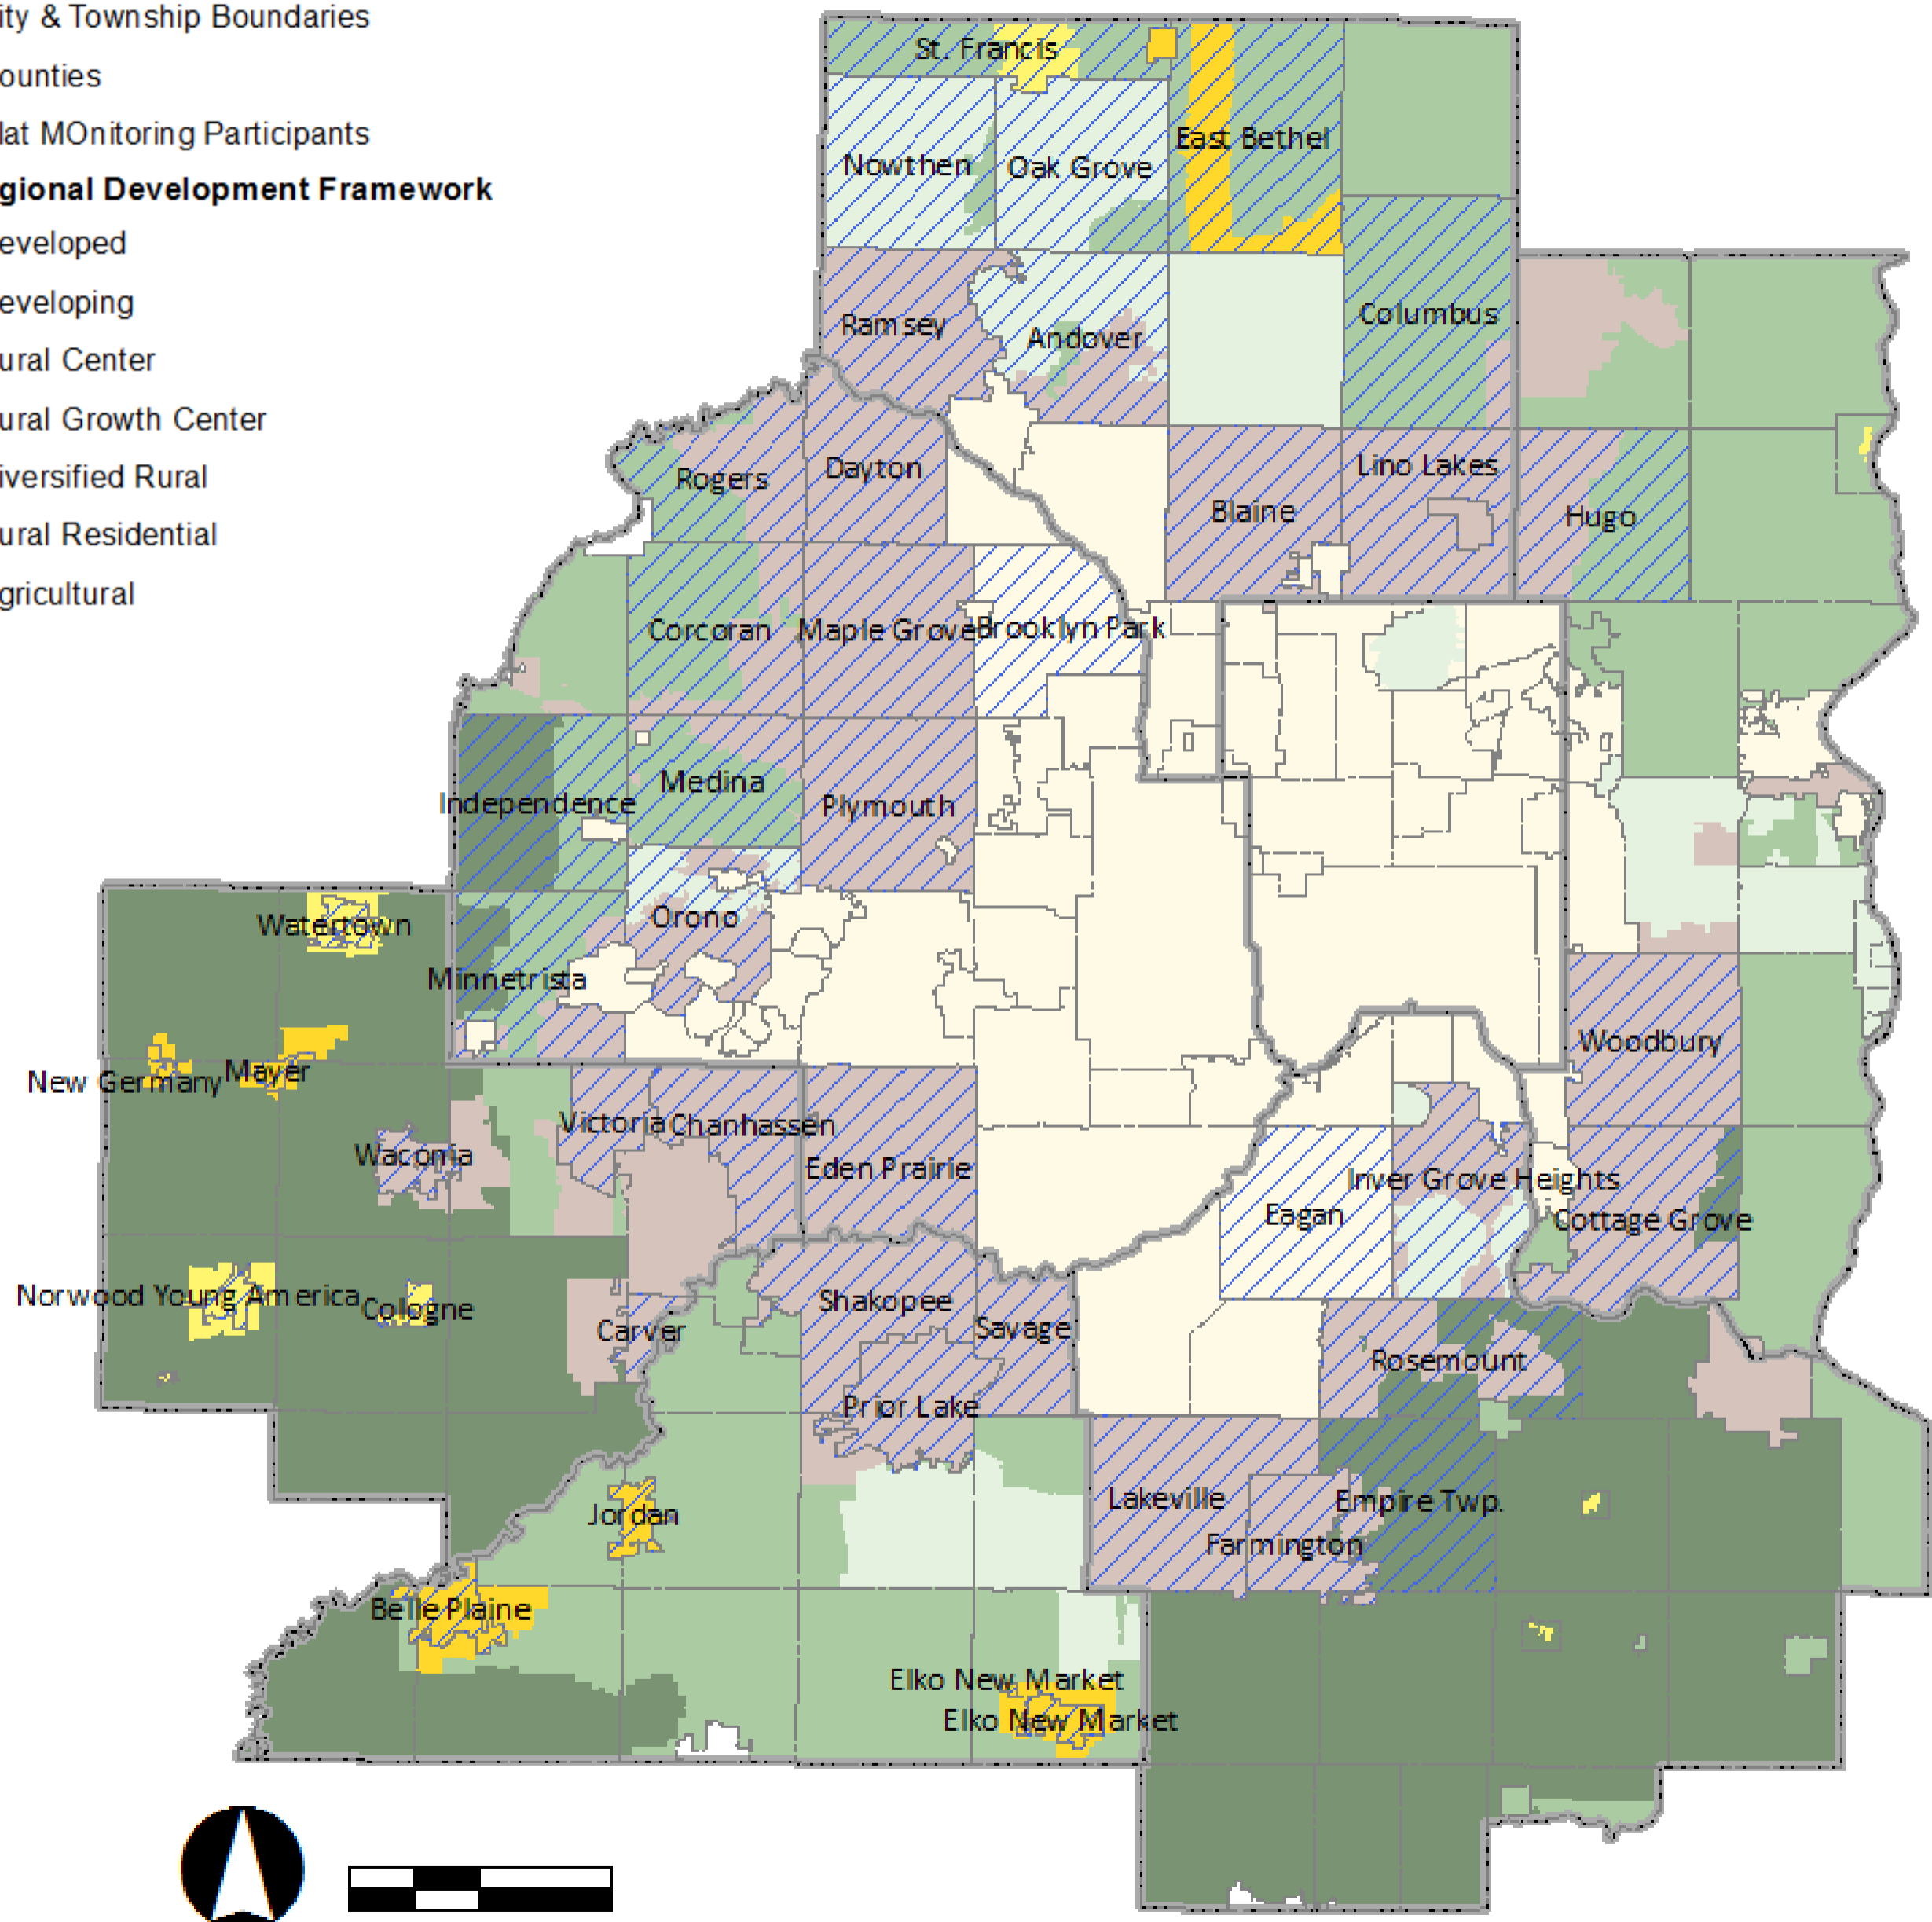 ity & Township Boundaries
ounties
lat MOnitoring Participants
gional Development Framework
eveloped
eveloping
ural Center
ural Growth Center
iversified Rural
ural Residential
gricultural
St. Francis
East Bethel
Nowthen
Oak Grove
Columbus
Ramsey
Andover
Lino Lakes
Dayton
Rogers
Blaine
Hugo
Corcoran
Maple Grove
Brooklyn Park
Medina
Independence
Plymouth
Orono
Watertown
Minnetrista
Woodbury
Mayer
New Germany
Victoria
Chanhassen
Waconia
Eden Prairie
Inver Grove Heights
Eagan
Cottage Grove
Norwood Young America
Cologne
Shakopee
Savage
Carver
Rosemount
Prior Lake
Lakeville
Empire Twp.
Jordan
Farmington
Belle Plaine
Elko New Market
Elko New Market